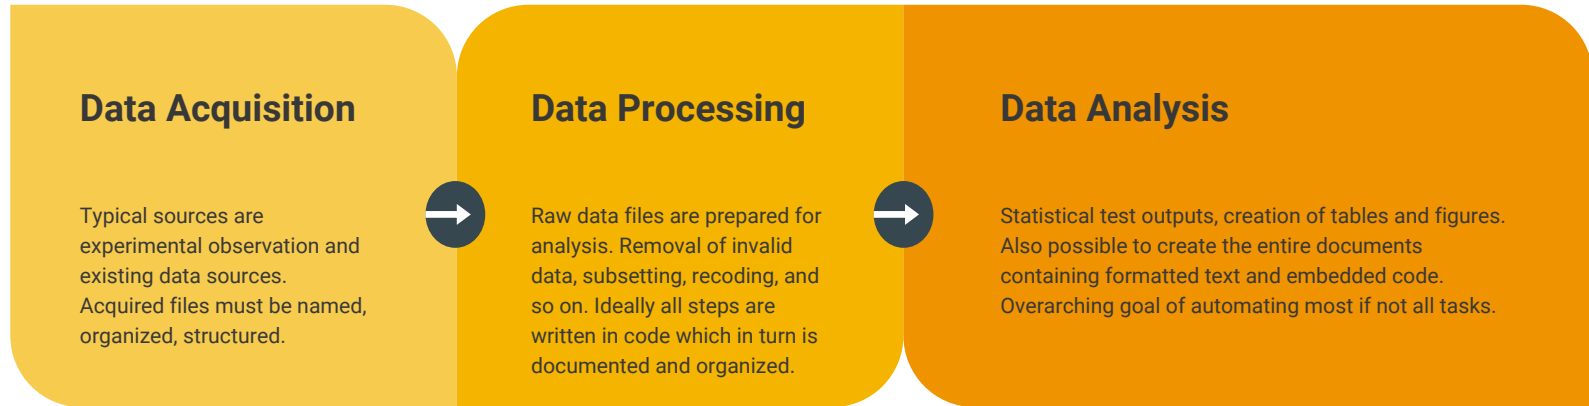 Data Acquisition
Typical sources are
experimental observation and
existing data sources.
Acquired files must be named,
organized, structured.
Data Processing
Raw data files are prepared for
analysis. Removal of invalid
data, subsetting, recoding, and
so on. Ideally all steps are
written in code which in turn is
documented and organized.
Data Analysis
Statistical test outputs, creation of tables and figures.
Also possible to create the entire documents
containing formatted text and embedded code.
Overarching goal of automating most if not all tasks.